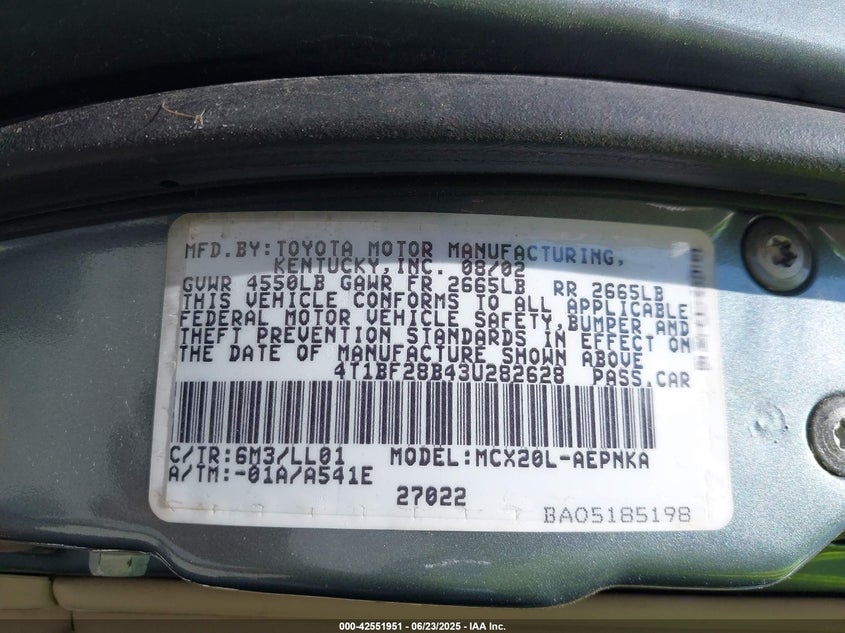 MFD.BY:TOYOTA MOTOR MANUFACTURING,
KENTUCKY,INC. 08/02
GVWR 4550LB GAWR FR 2665LB RR 2665LB
THIS VEHICLE CONFORMS TO ALL APPLICABLE
FEDERAL MOTOR VEHICLE SAFETY,BUMPER AND
THEFT PREVENTION STANDARDS IN EFFECT ON
THE DATE OF MANUFACTURE SHOWN ABOVE
4T1BF28B43U282628 PASS.CAR
C/TR:6M3/LL01 MODEL:MCX20L-AEPNKA
A/TM:-01A/A541E
27022
BA05185198
000-42551951 - 06/23/2025 - IAA Inc.